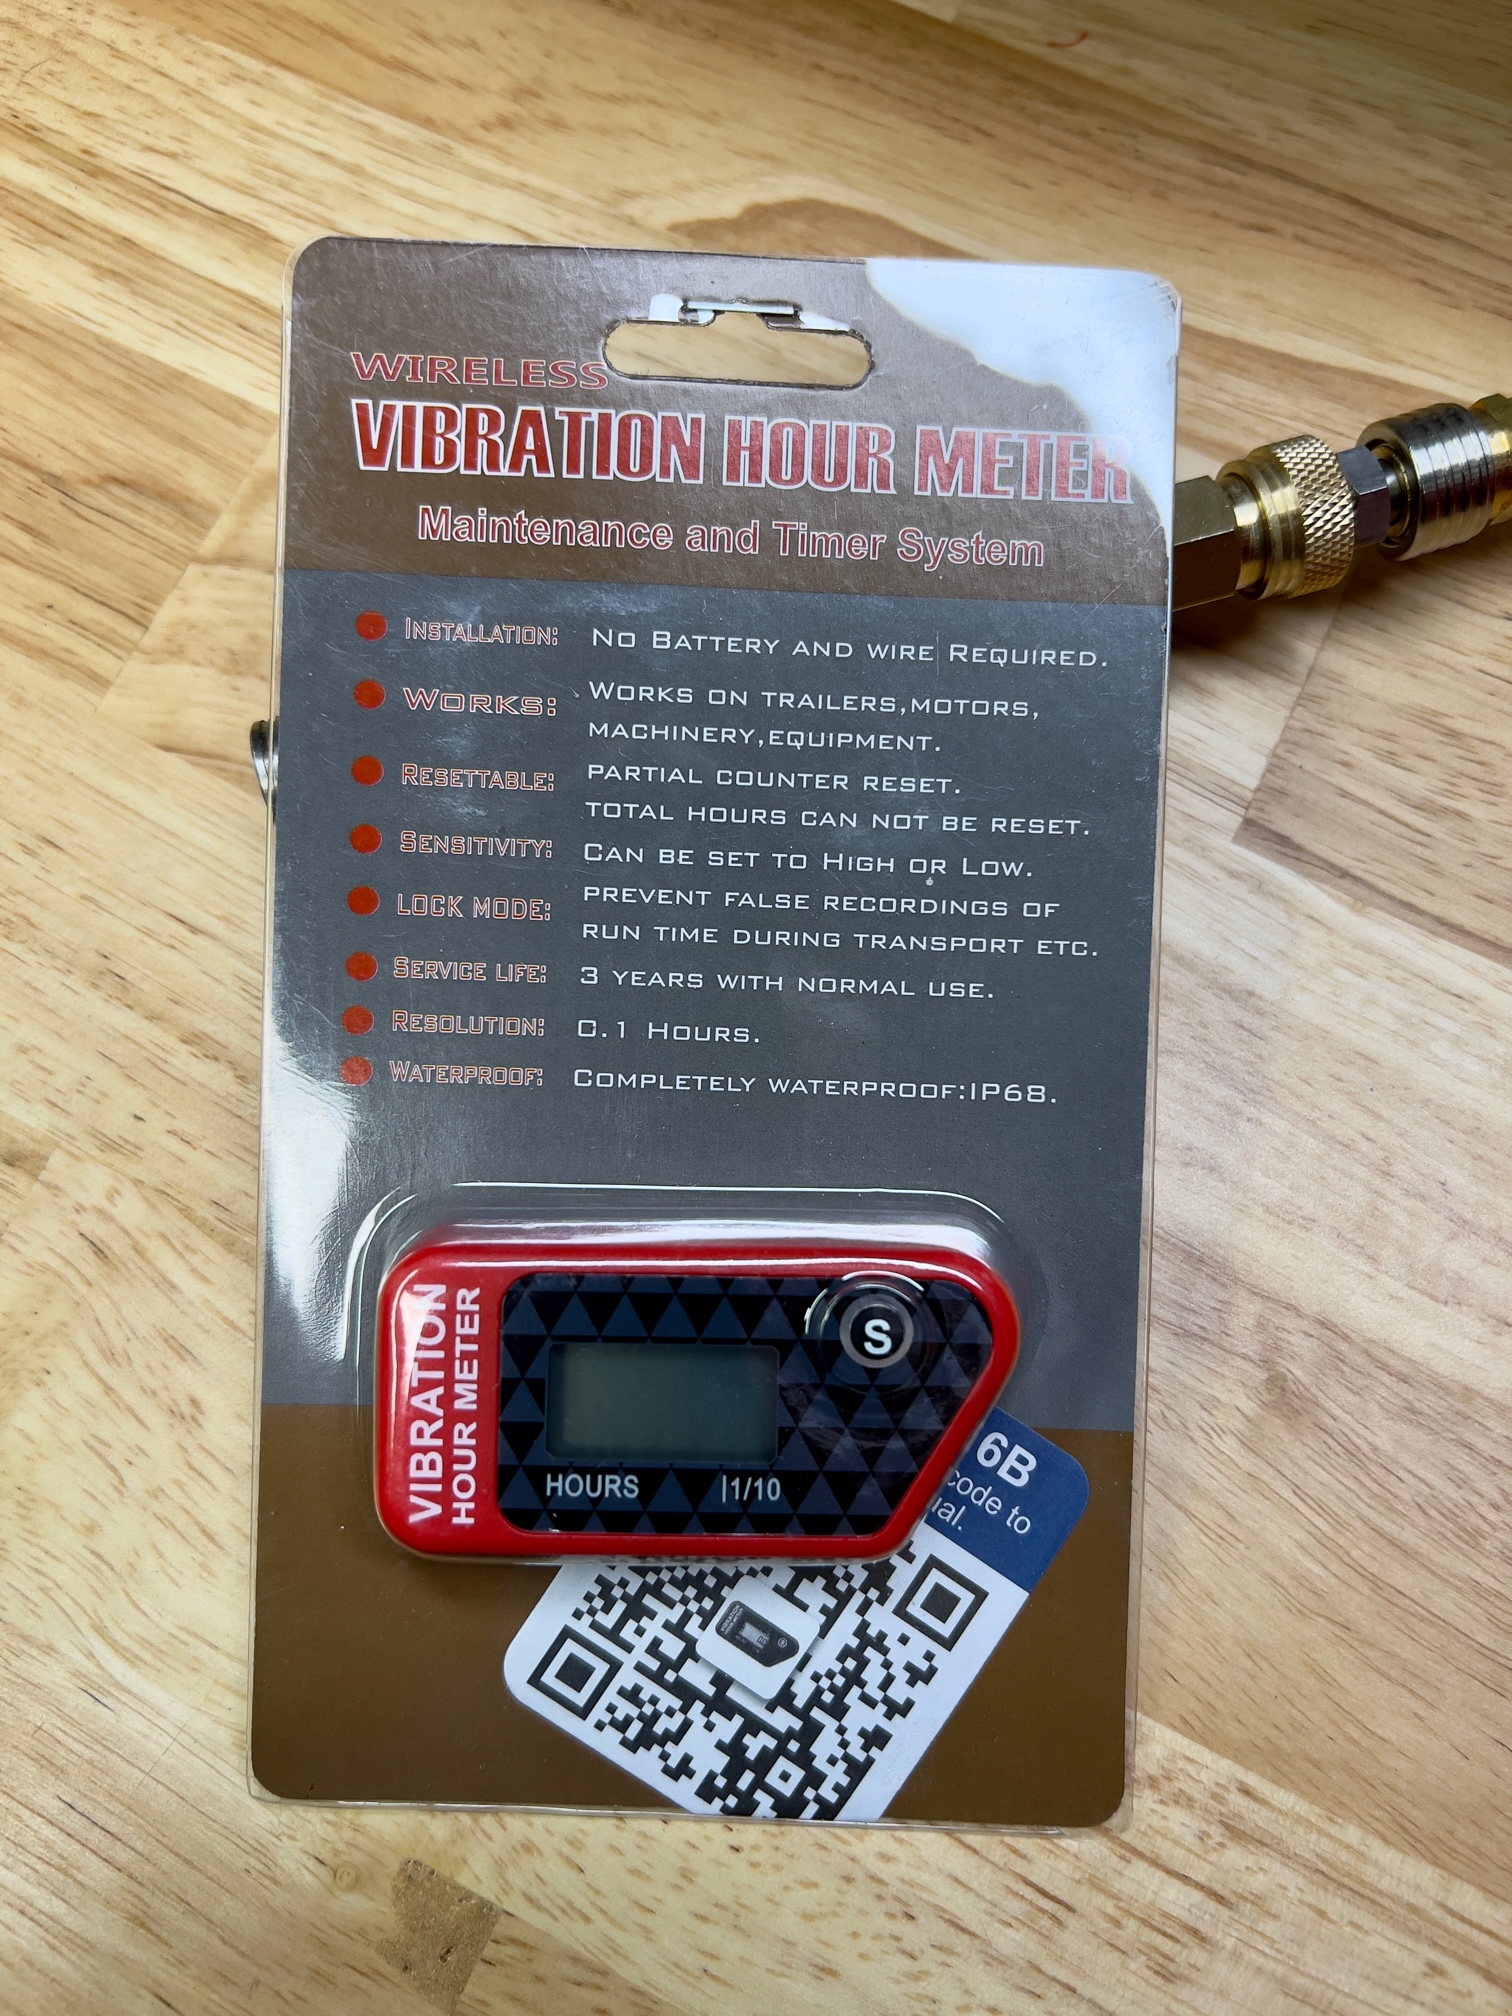 WIRELESS
VIBRATION HOUR METER
Maintenance and Timer System
INSTALLATION: NO BATTERY AND WIRE REQUIRED.
WORKS: WORKS ON TRAILERS,MOTORS,
MACHINERY,EQUIPMENT.
RESETTABLE: PARTIAL COUNTER RESET.
TOTAL HOURS CAN NOT BE RESET.
SENSITIVITY: CAN BE SET TO HIGH OR LOW.
LOCK MODE: PREVENT FALSE RECORDINGS OF
RUN TIME DURING TRANSPORT ETC.
SERVICE LIFE: 3 YEARS WITH NORMAL USE.
RESOLUTION: 0.1 HOURS.
WATERPROOF: COMPLETELY WATERPROOF:IP68.
VIBRATION
HOUR METER
S
HOURS |1/10
6B
code to